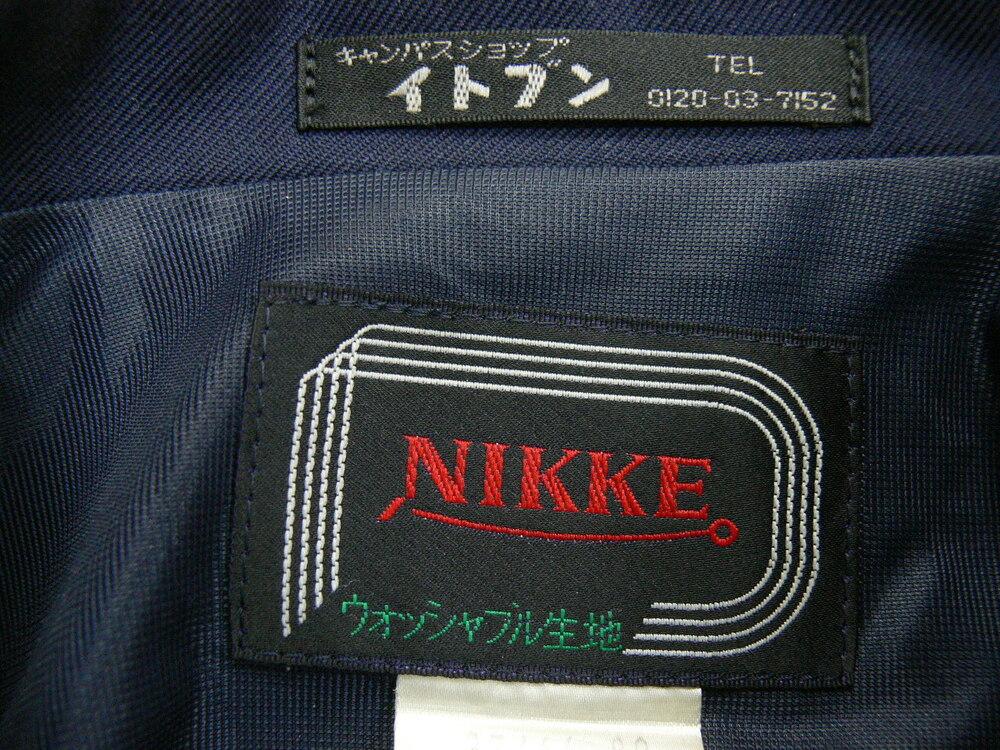 キャンパスショップ
イトブン
TEL
0120-03-7152
NIKKE
ウオッシャブル生地